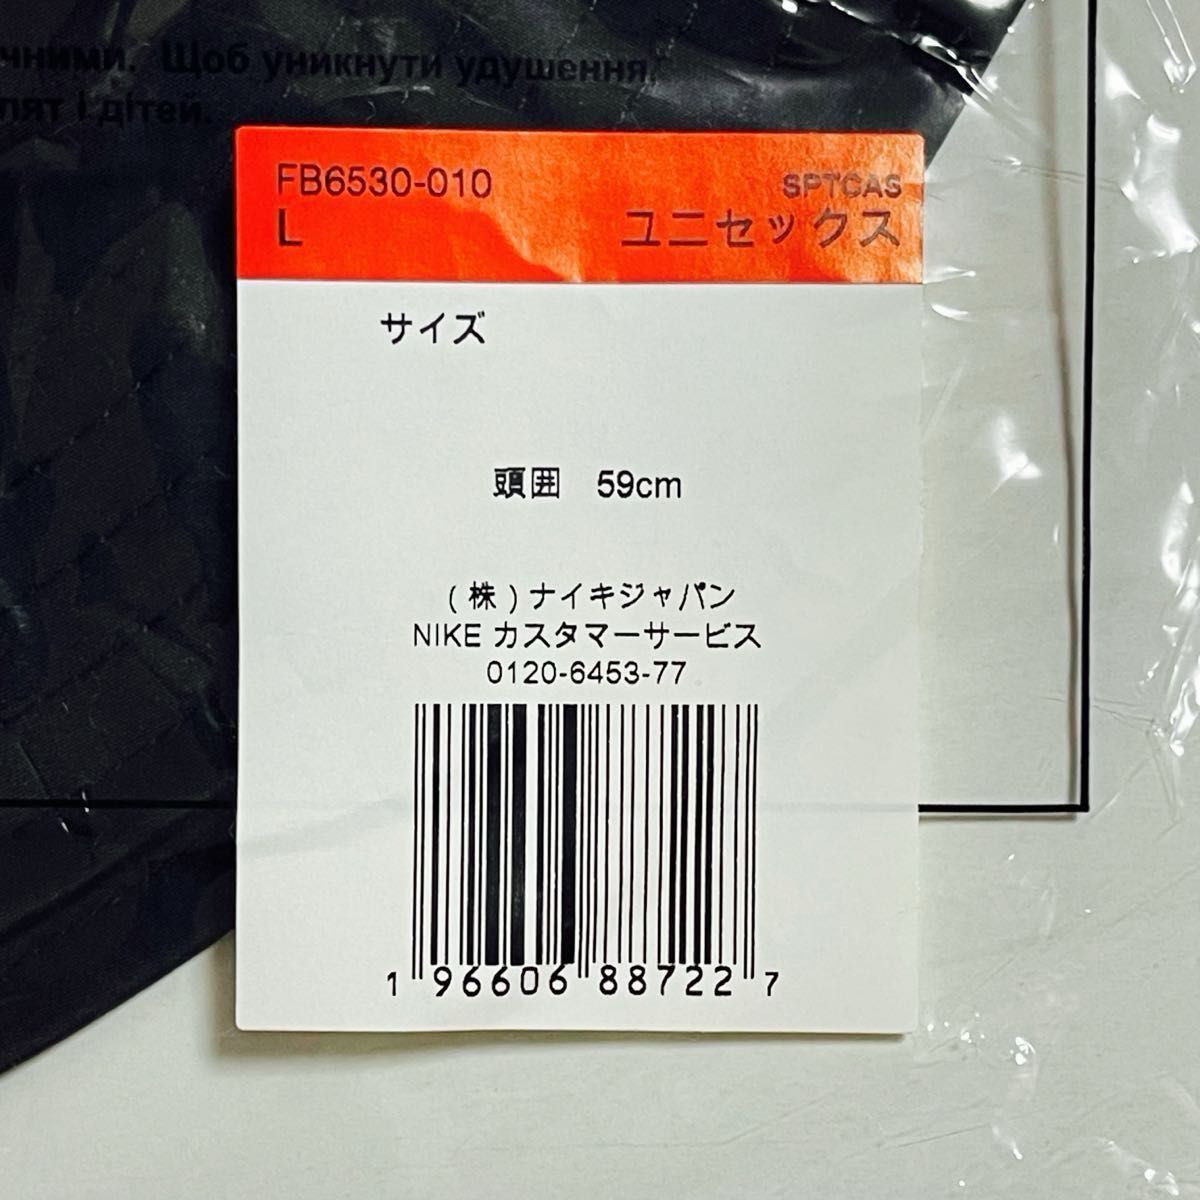 чними. Щоб уникнути удушення,
лят і дітей.
FB6530-010
SPTCAS
L
ユニセックス
サイズ
頭囲 59cm
(株)ナイキジャパン
NIKE カスタマーサービス
0120-6453-77
1 96606 88722 7